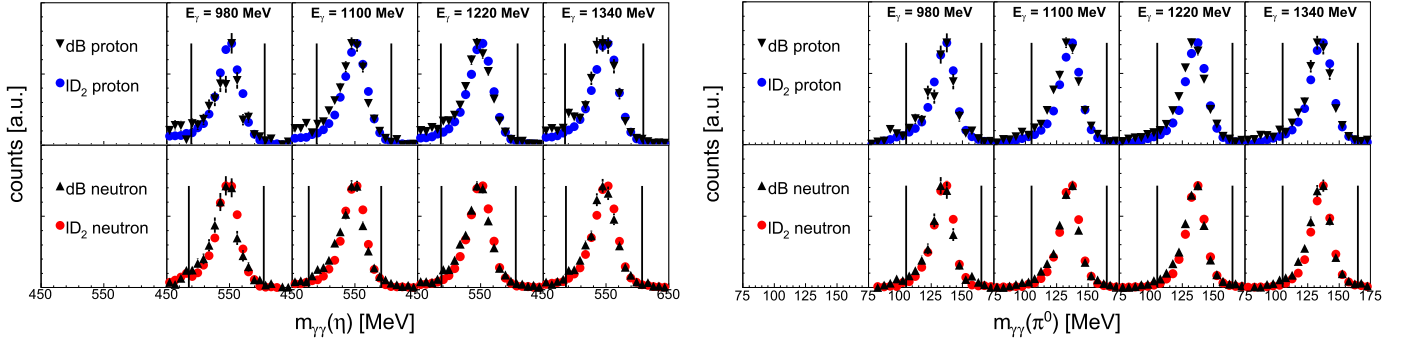 E_γ = 980 MeV E_γ = 1100 MeV E_γ = 1220 MeV E_γ = 1340 MeV
dB proton
lD_2 proton
counts [a.u.]
dB neutron
lD_2 neutron
450 550 450 550 450 550 450 550 450 550 650
m_γγ(η) [MeV]
E_γ = 980 MeV E_γ = 1100 MeV E_γ = 1220 MeV E_γ = 1340 MeV
dB proton
lD_2 proton
counts [a.u.]
dB neutron
lD_2 neutron
75 100 125 150 75 100 125 150 75 100 125 150 75 100 125 150 75 100 125 150 175
m_γγ(π^0) [MeV]